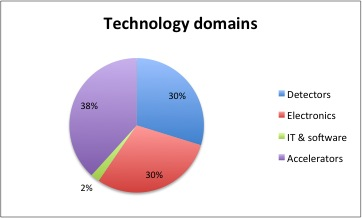 Technology domains
38%
30%
30%
2%
Detectors
Electronics
IT & software
Accelerators